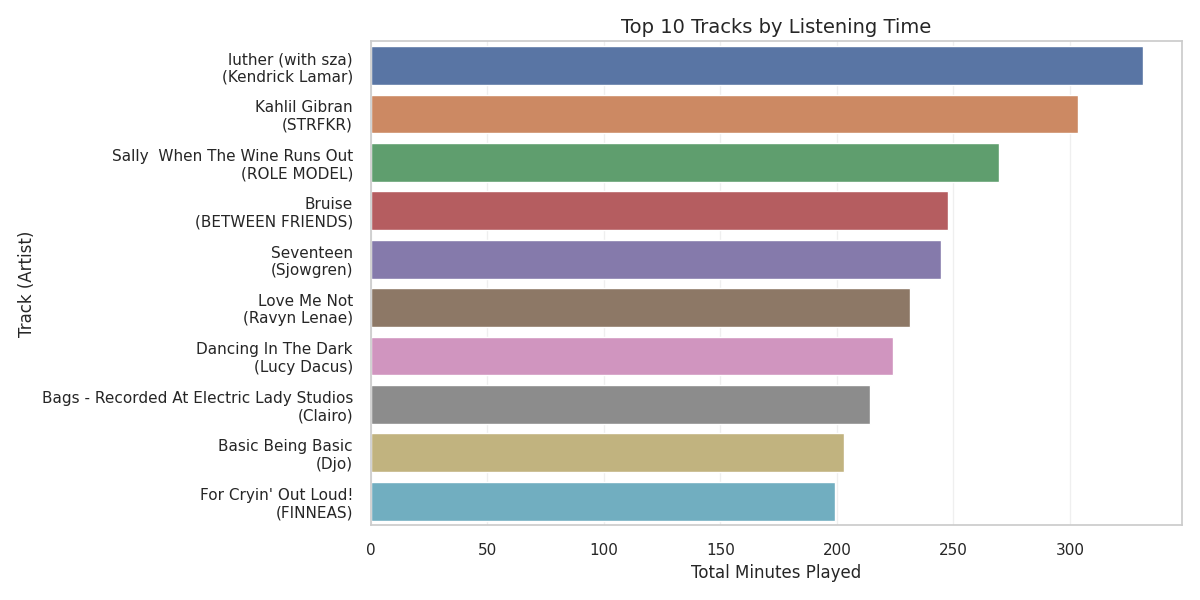 Top 10 Tracks by Listening Time
luther (with sza)
(Kendrick Lamar)
Kahlil Gibran
(STRFKR)
Sally  When The Wine Runs Out
(ROLE MODEL)
Bruise
(BETWEEN FRIENDS)
Seventeen
(Sjowgren)
Love Me Not
(Ravyn Lenae)
Dancing In The Dark
(Lucy Dacus)
Bags - Recorded At Electric Lady Studios
(Clairo)
Basic Being Basic
(Djo)
For Cryin' Out Loud!
(FINNEAS)
Track (Artist)
0 50 100 150 200 250 300
Total Minutes Played